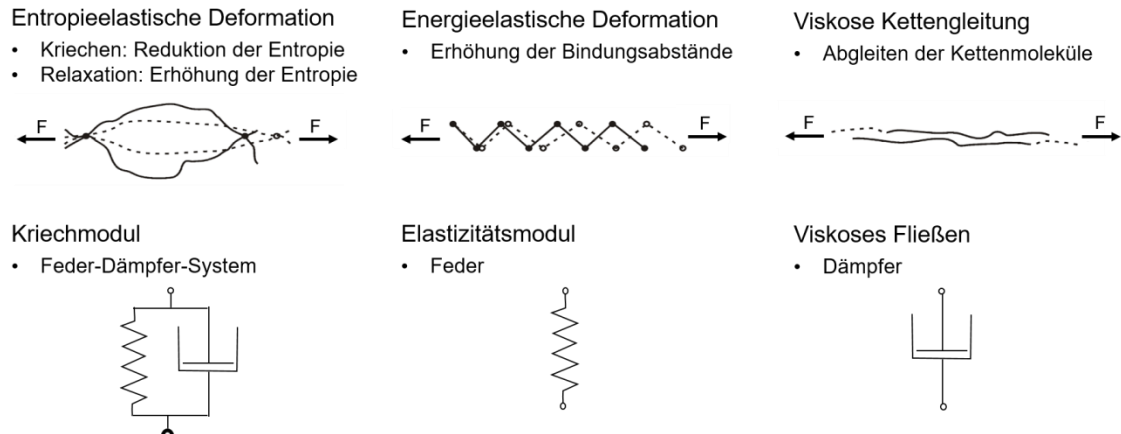 Entropieelastische Deformation
• Kriechen: Reduktion der Entropie
• Relaxation: Erhöhung der Entropie
F F
Energieelastische Deformation
• Erhöhung der Bindungsabstände
F F
Viskose Kettengleitung
• Abgleiten der Kettenmoleküle
F F
Kriechmodul
• Feder-Dämpfer-System
Elastizitätsmodul
• Feder
Viskoses Fließen
• Dämpfer